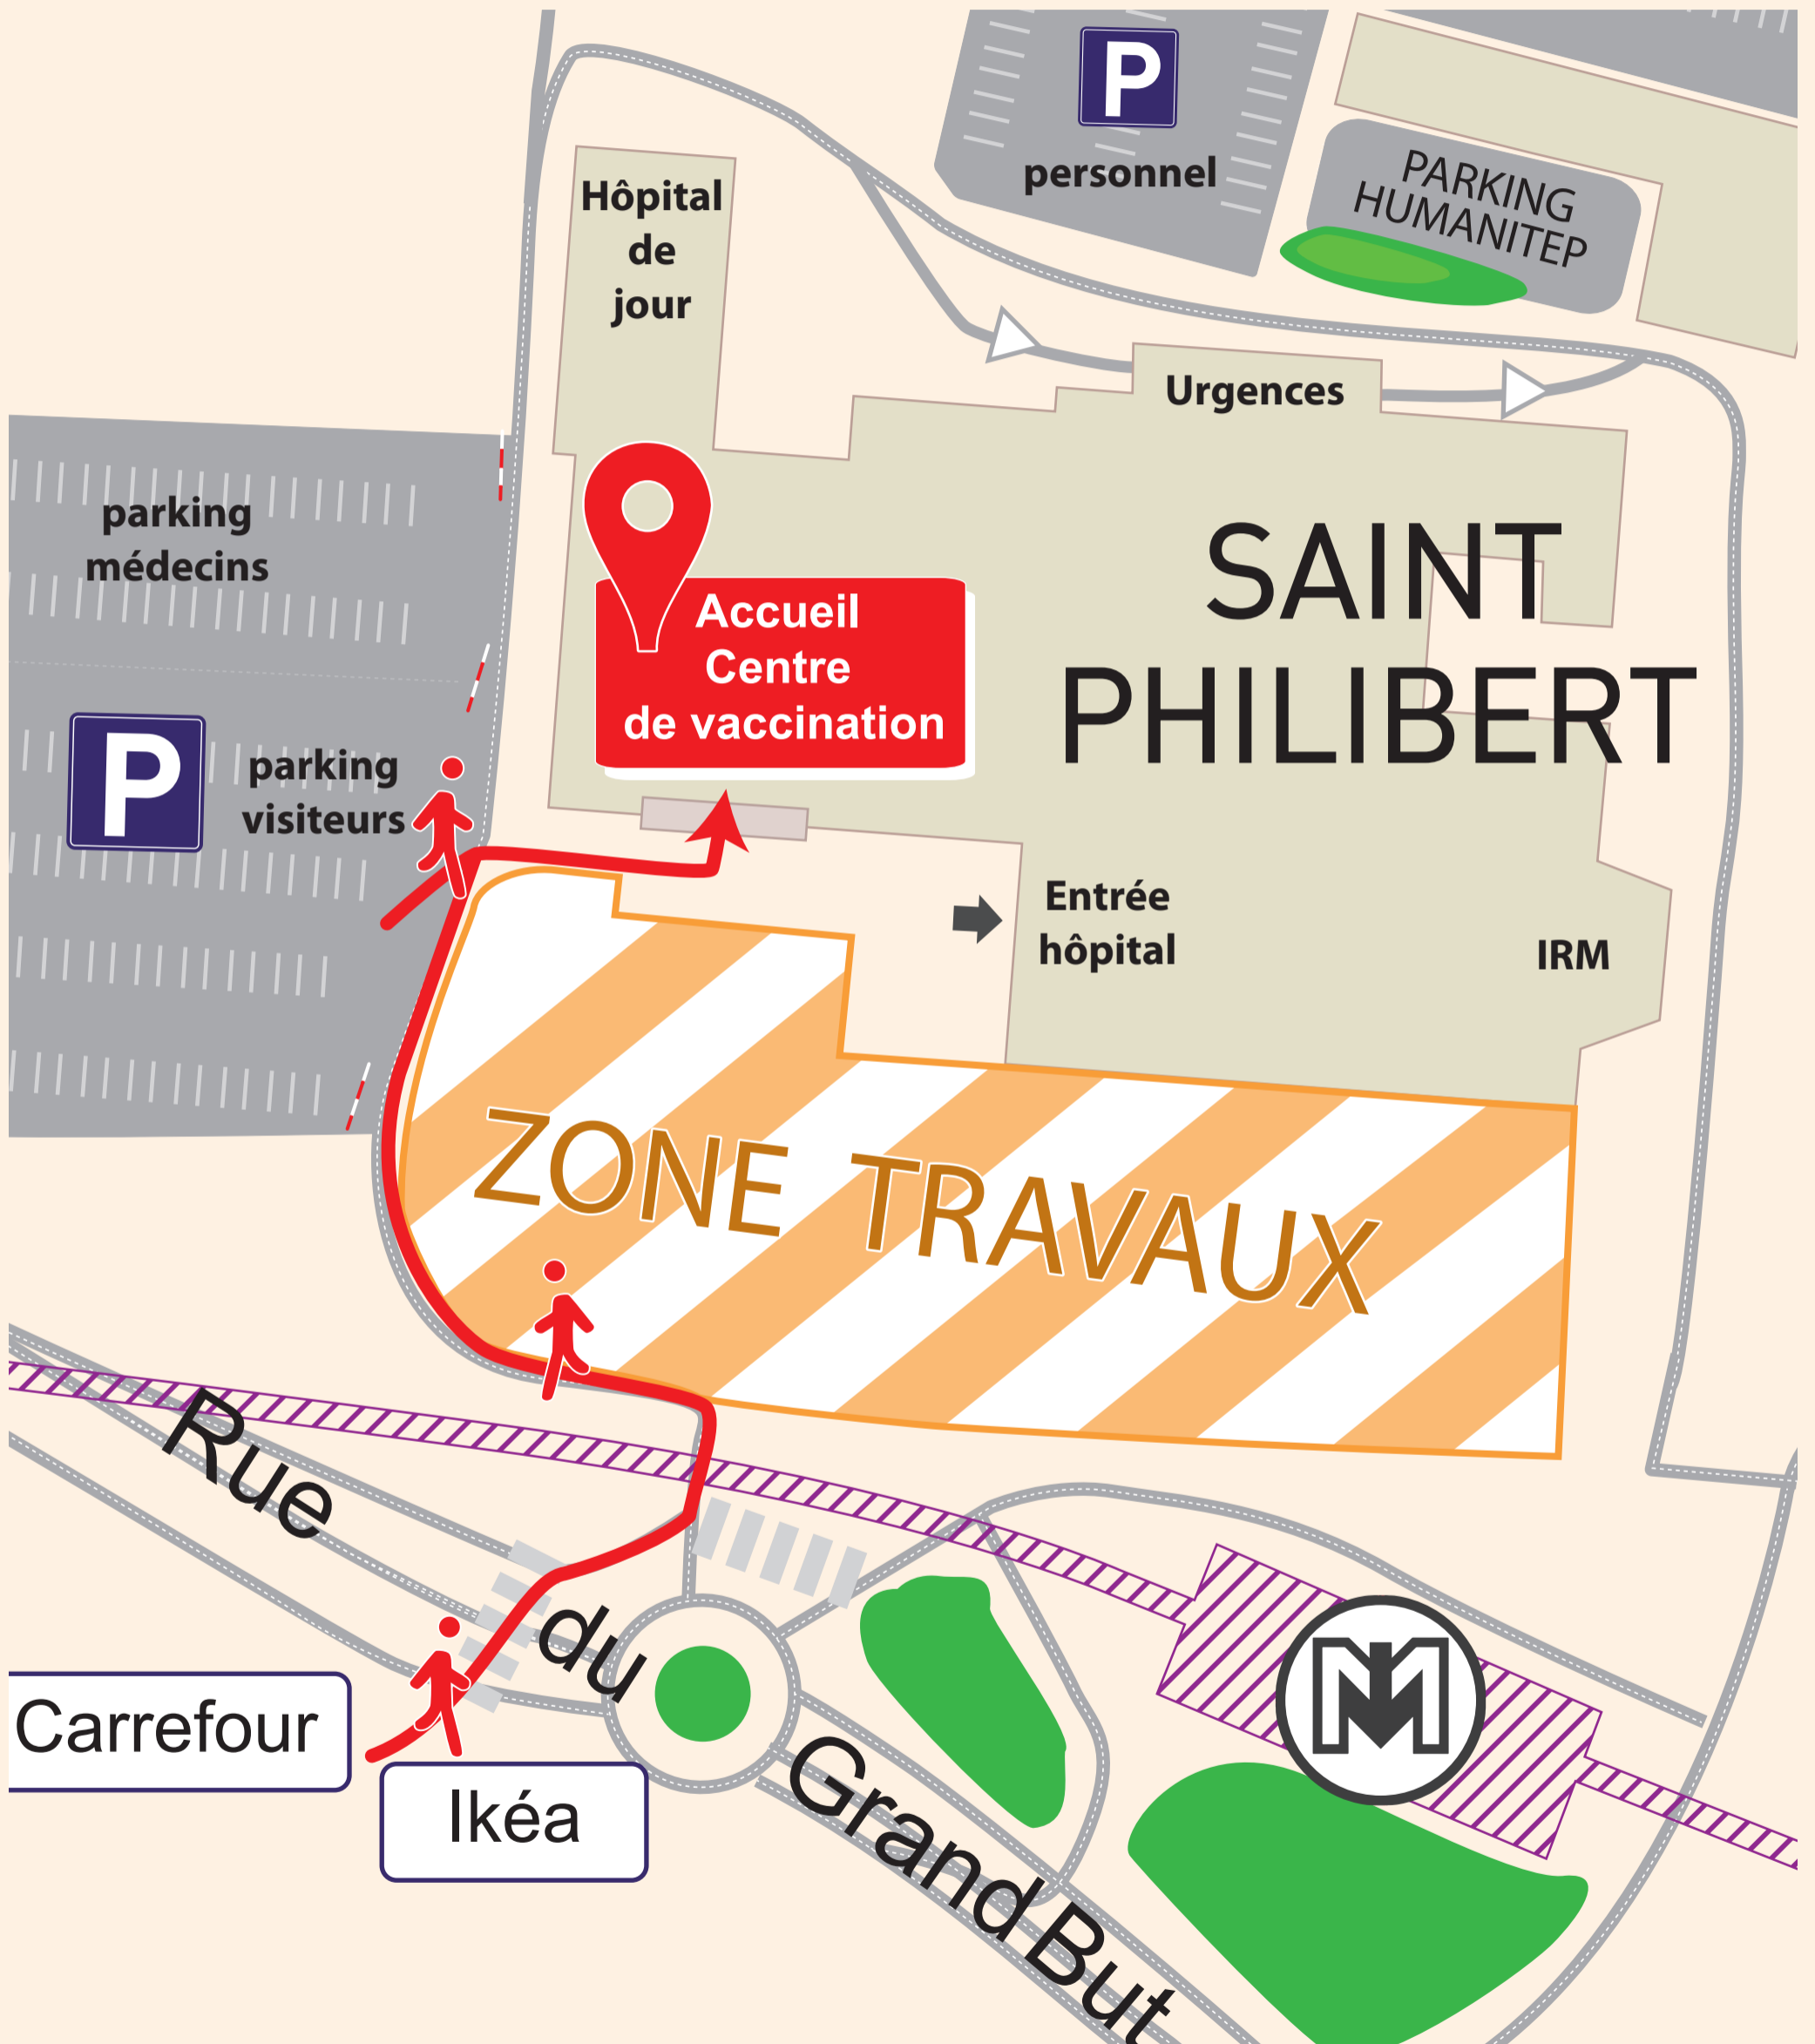 P
personnel
PARKING
HUMANITEP
Hôpital
de
jour
Urgences
parking
médecins
SAINT
PHILIBERT
Accueil
Centre
de vaccination
P
parking
visiteurs
Entrée
hôpital
IRM
ZONE TRAVAUX
Rue
du
Grand But
Carrefour
Ikéa
M